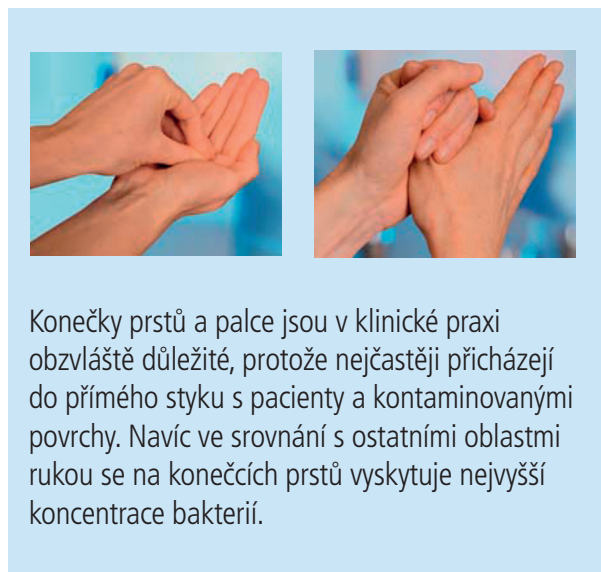 Konečky prstů a palce jsou v klinické praxi
obzvláště důležité, protože nejčastěji přicházejí
do přímého styku s pacienty a kontaminovanými
povrchy. Navíc ve srovnání s ostatními oblastmi
rukou se na konečcích prstů vyskytuje nejvyšší
koncentrace bakterií.